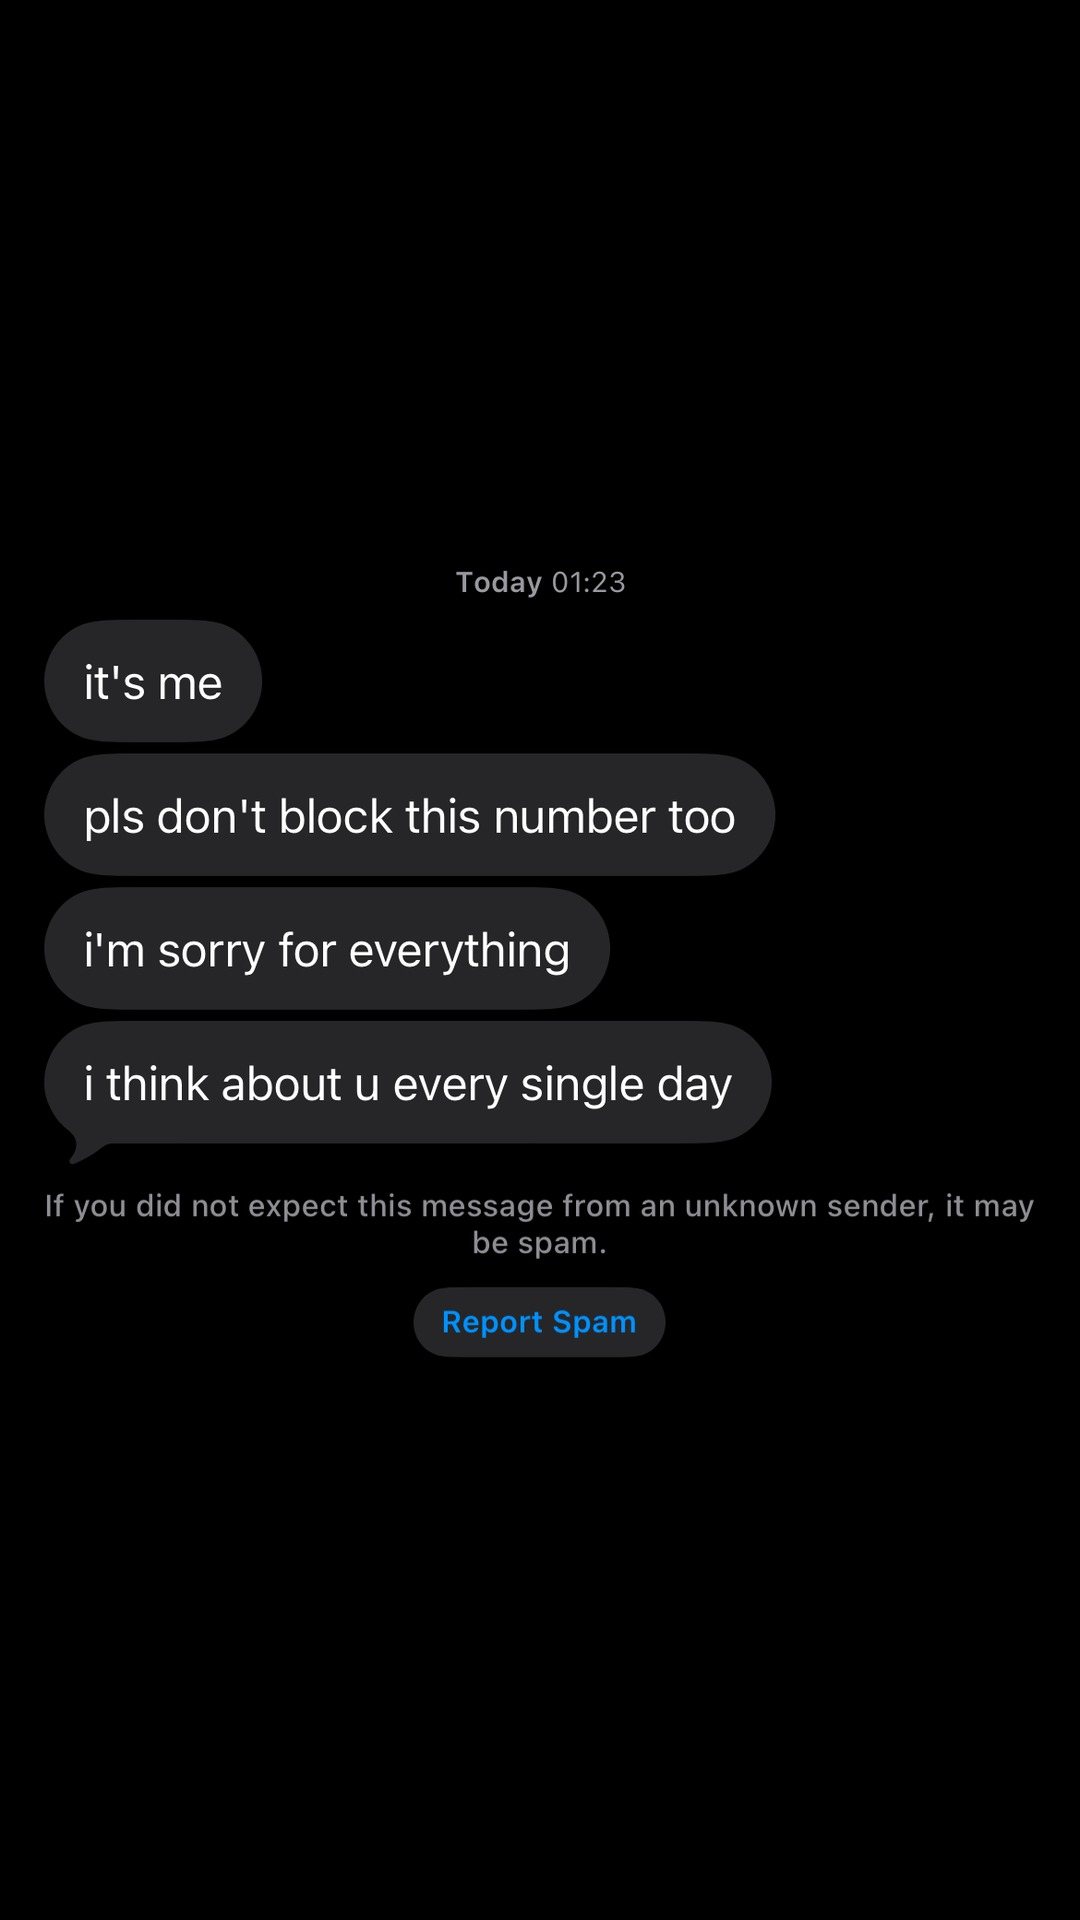 Today 01:23
it's me
pls don't block this number too
i'm sorry for everything
i think about u every single day
If you did not expect this message from an unknown sender, it may
be spam.
Report Spam